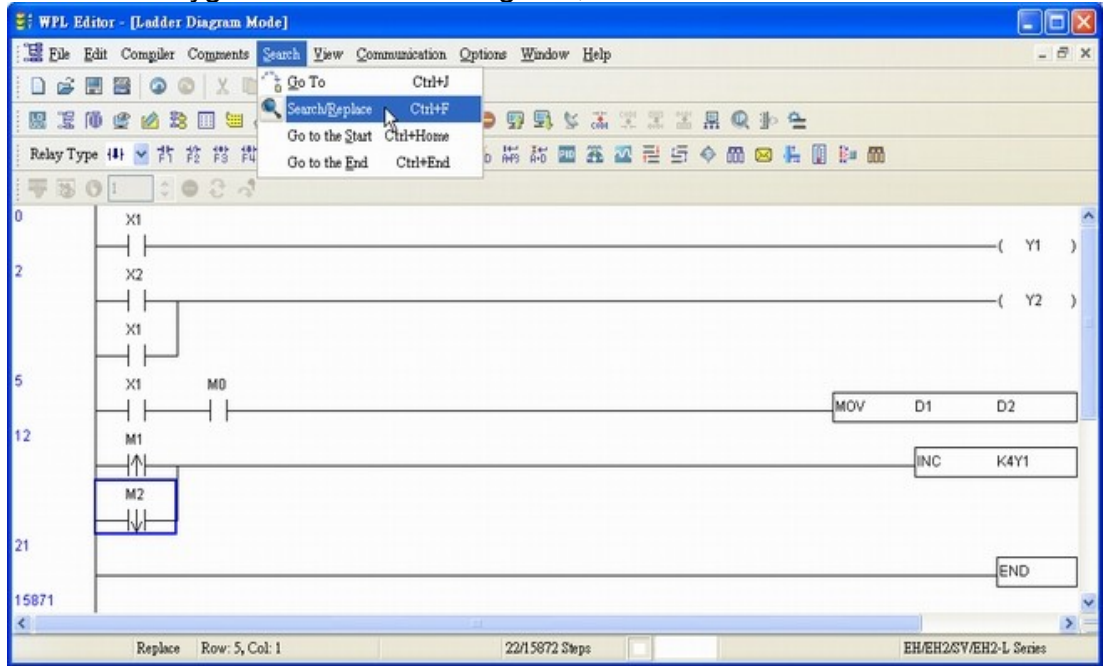 WPL Editor - [Ladder Diagram Mode]
File Edit Compiler Comments Search View Communication Options Window Help
Go To Ctrl+J
Search/Replace Ctrl+F
Go to the Start Ctrl+Home
Go to the End Ctrl+End
Relay Type
1
0 X1
Y1
2 X2
Y2
X1
5 X1 M0
MOV D1 D2
12 M1
INC K4Y1
M2
21
END
15871
Replace Row: 5, Col: 1 22/15872 Steps EH/EH2/SV/EH2-L Series